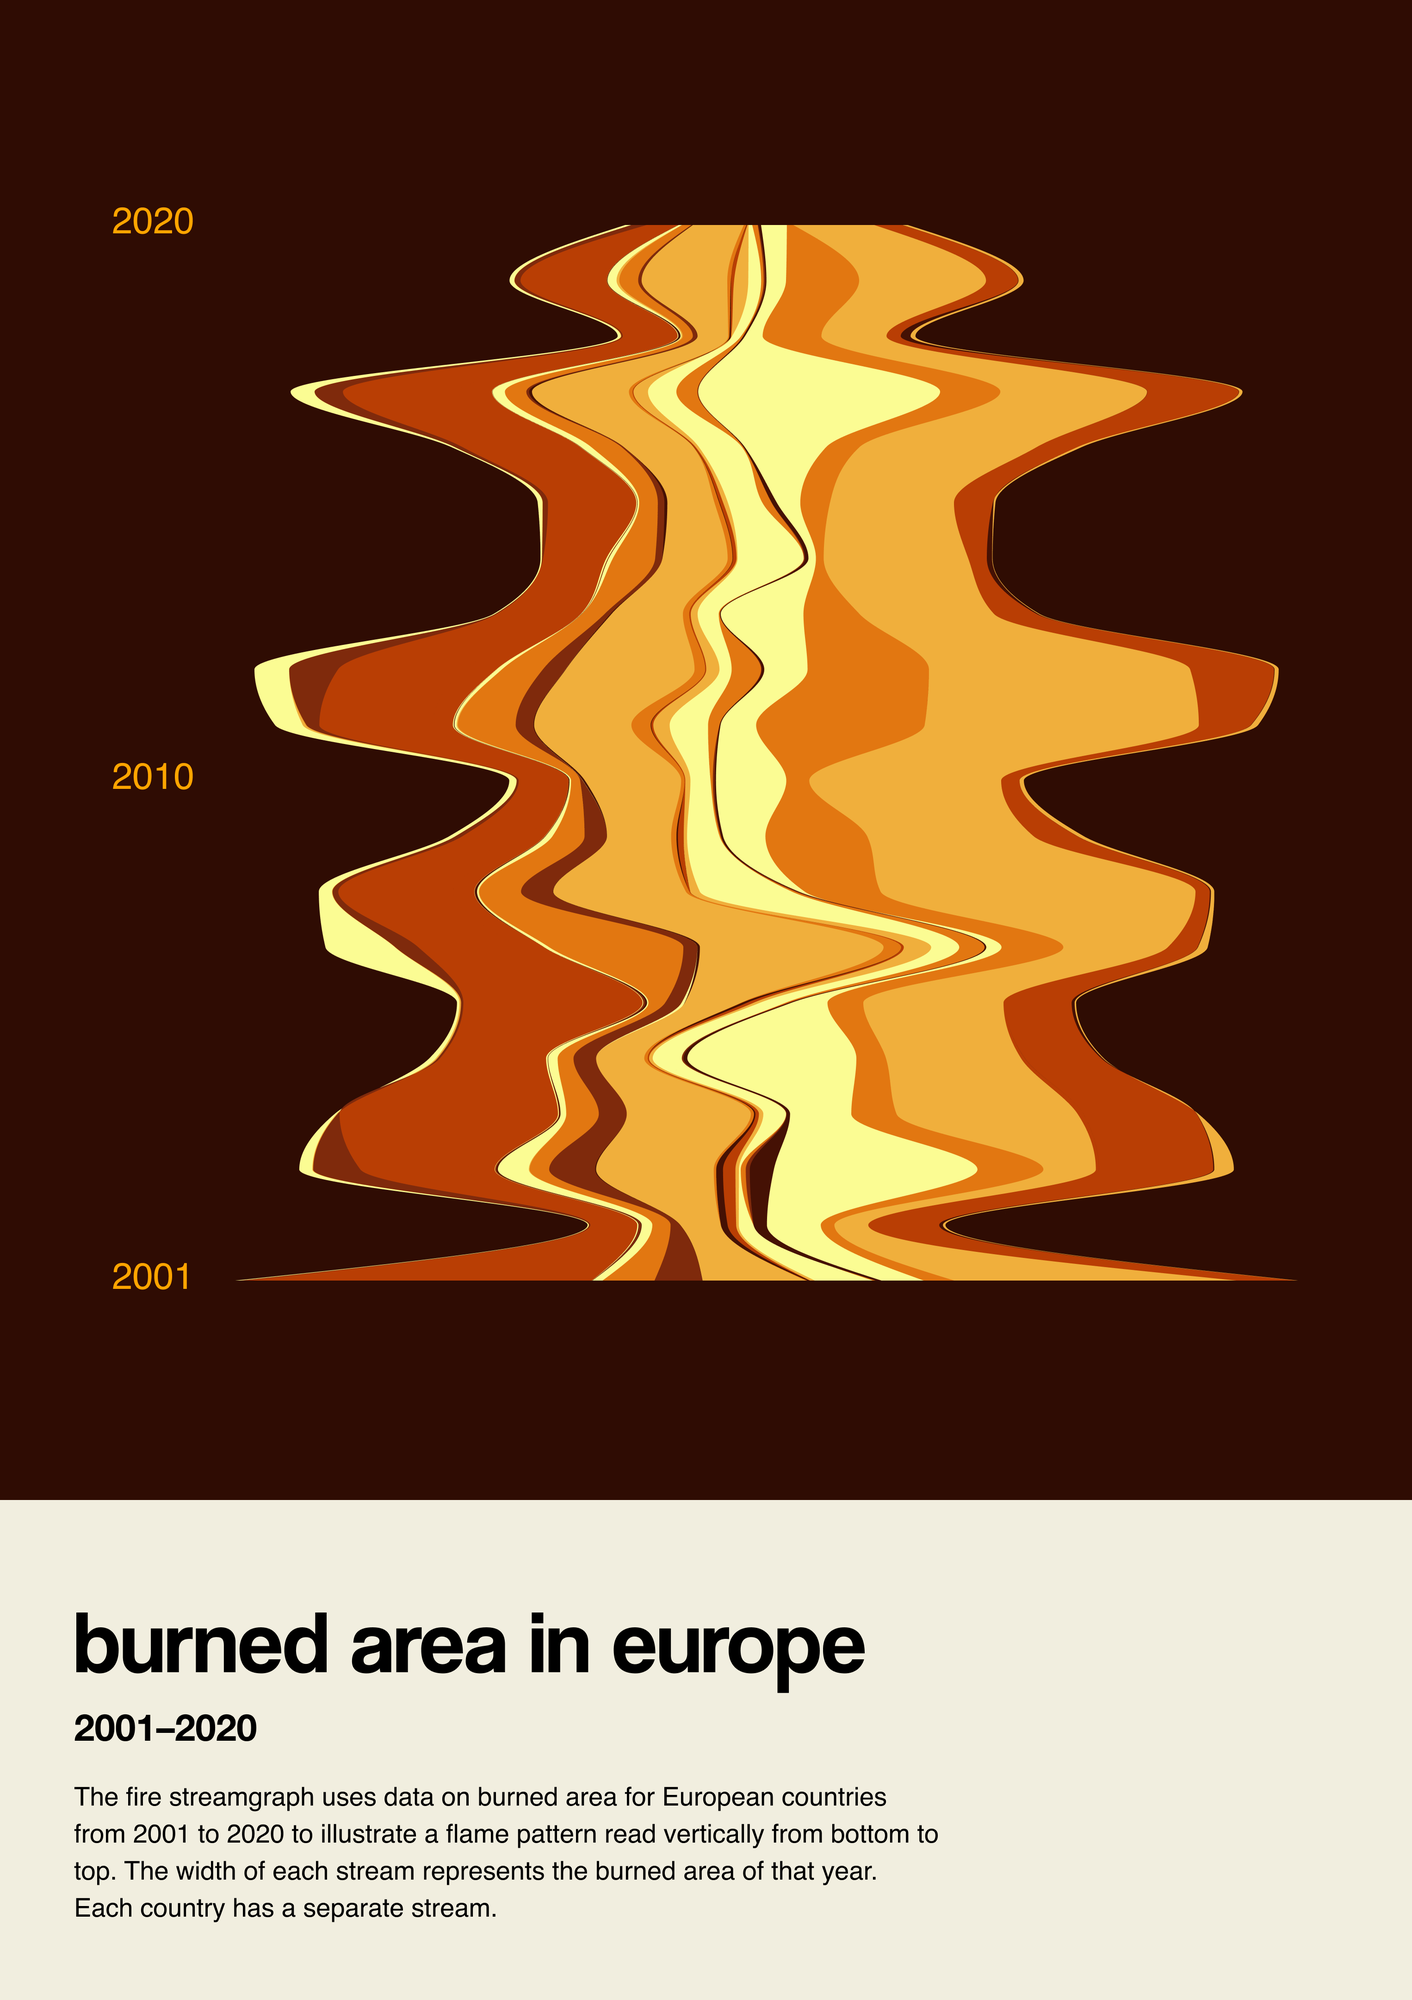 2020
2010
2001
burned area in europe
2001–2020
The fire streamgraph uses data on burned area for European countries
from 2001 to 2020 to illustrate a flame pattern read vertically from bottom to
top. The width of each stream represents the burned area of that year.
Each country has a separate stream.